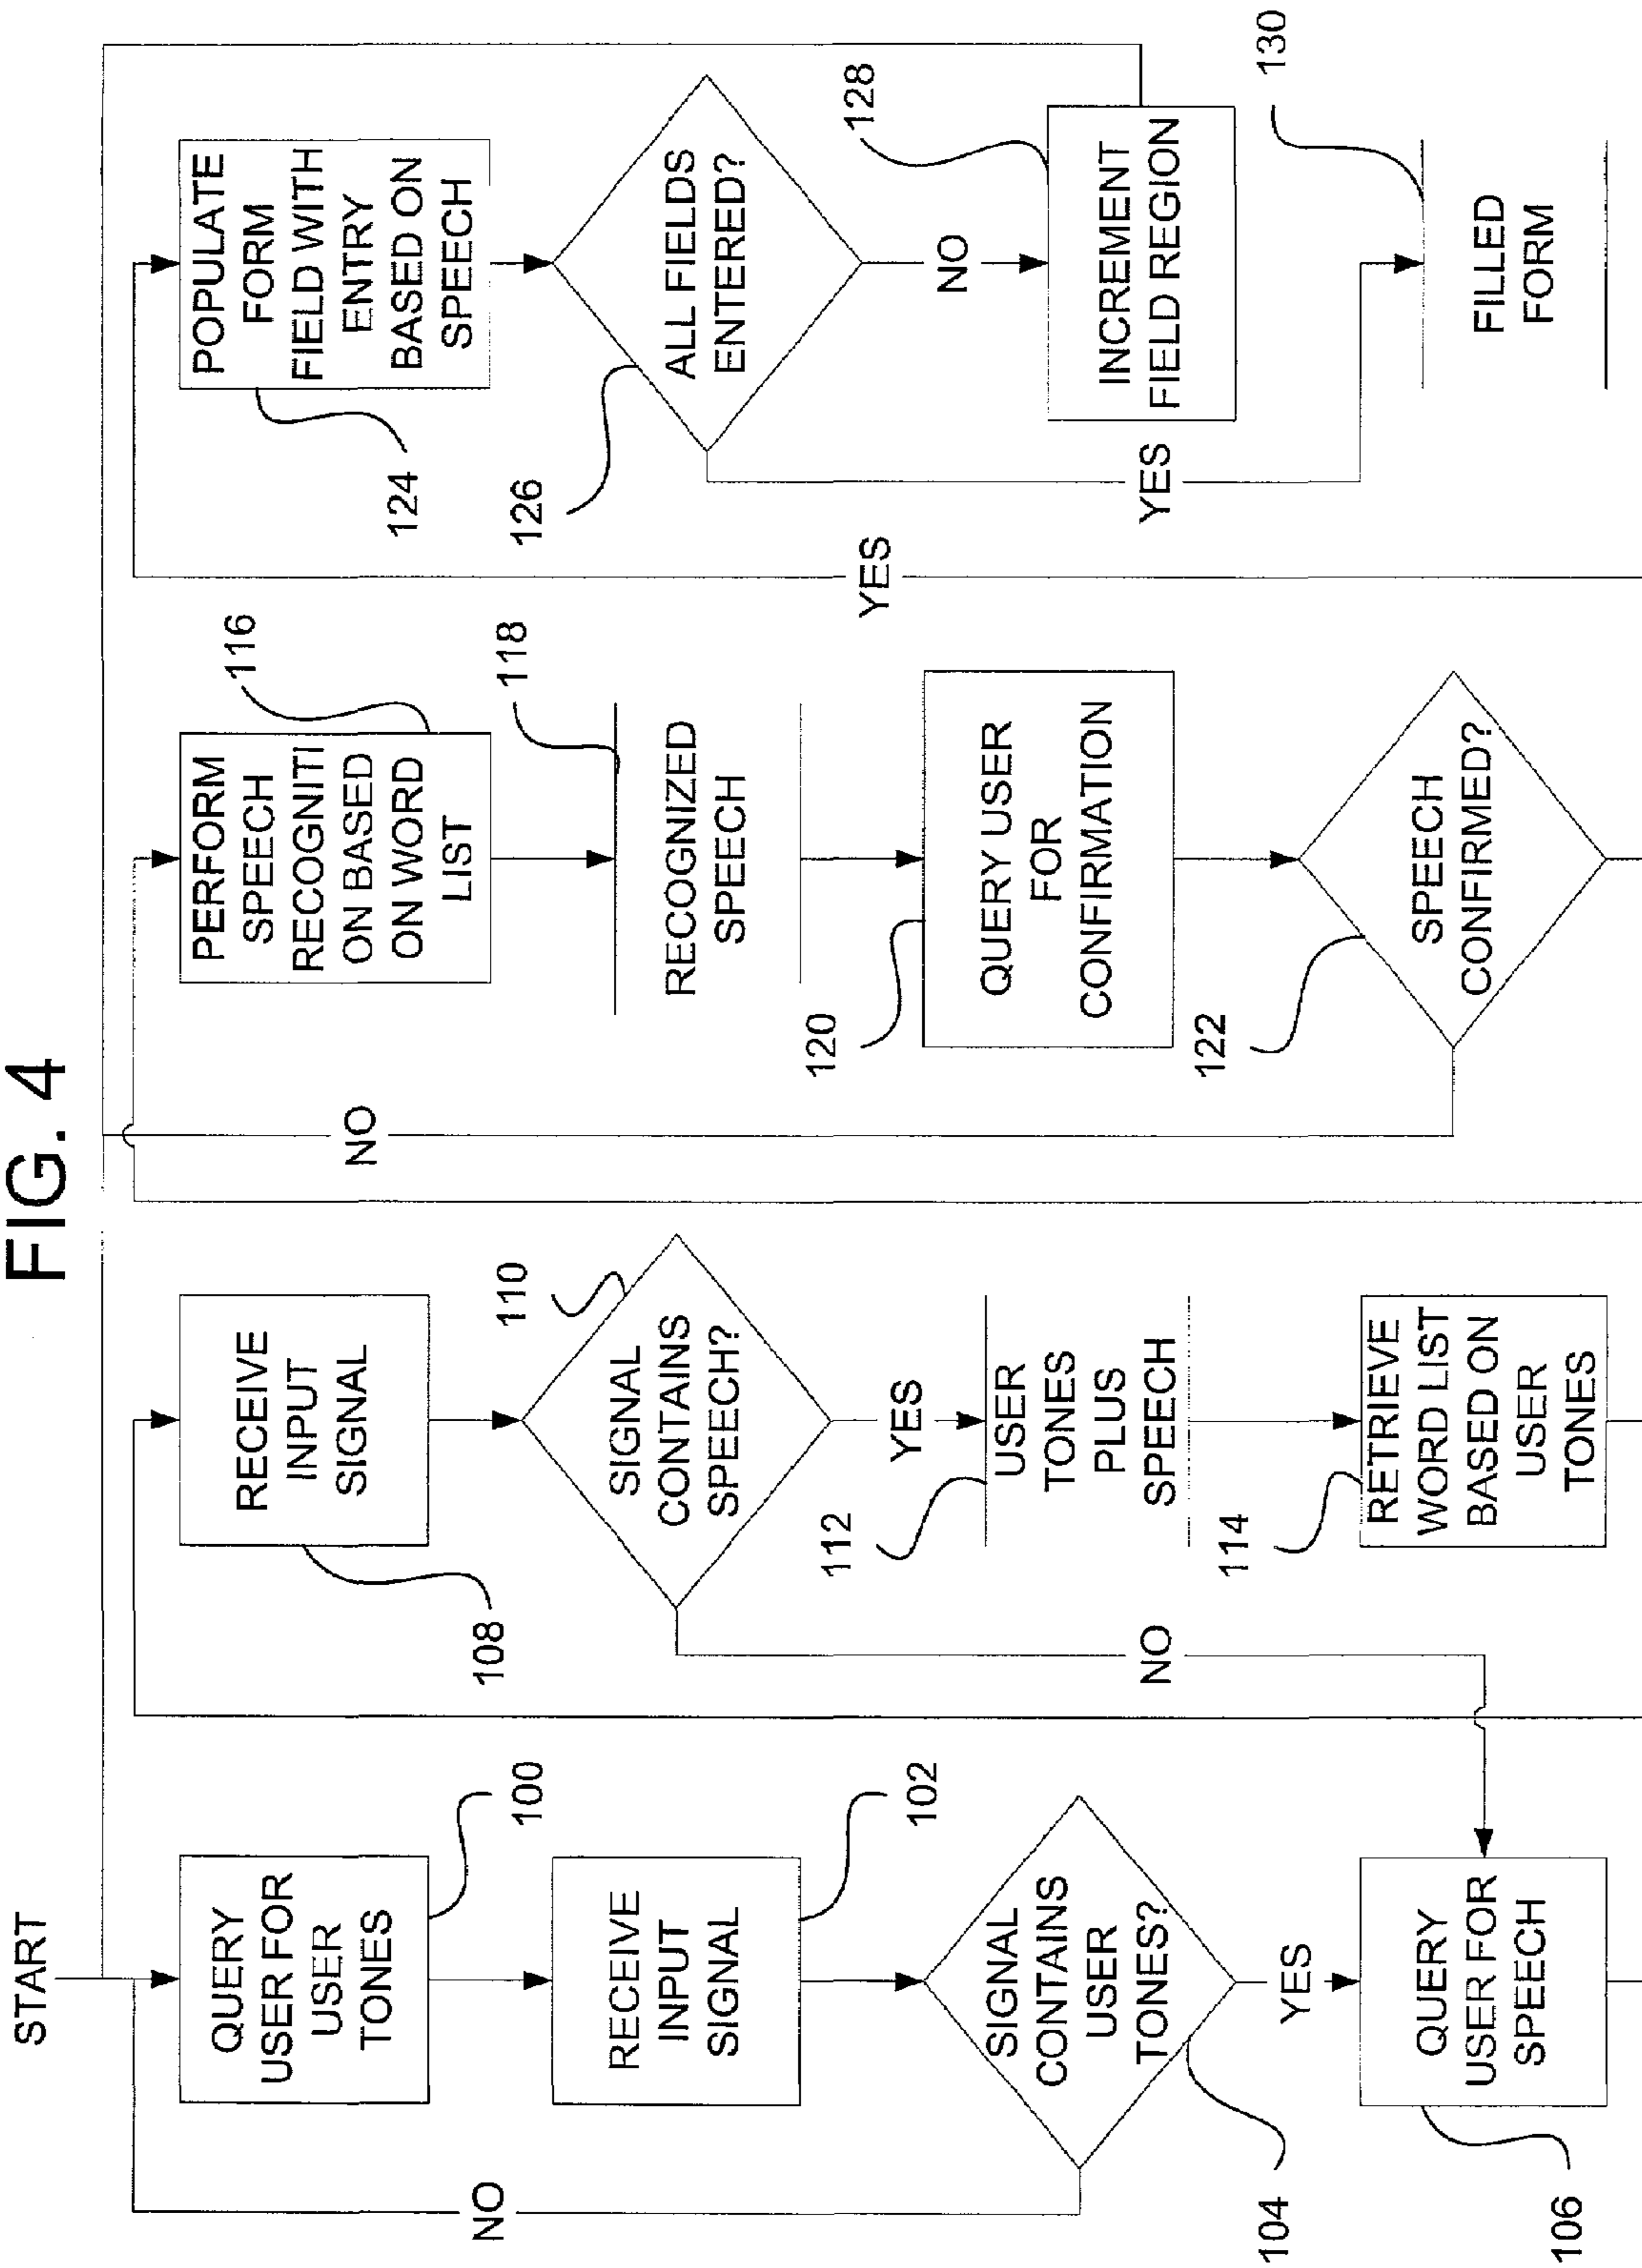 FIG. 4
START
QUERY
USER FOR
USER
TONES
100
RECEIVE
INPUT
SIGNAL
102
SIGNAL
CONTAINS
USER
TONES?
104
NO
YES
QUERY
USER FOR
SPEECH
106
RECEIVE
INPUT
SIGNAL
108
SIGNAL
CONTAINS
SPEECH?
110
NO
YES
USER
TONES
PLUS
SPEECH
112
RETRIEVE
WORD LIST
BASED ON
USER
TONES
114
PERFORM
SPEECH
RECOGNITI
ON BASED
ON WORD
LIST
116
RECOGNIZED
SPEECH
118
QUERY USER
FOR
CONFIRMATION
120
SPEECH
CONFIRMED?
122
NO
YES
POPULATE
FORM
FIELD WITH
ENTRY
BASED ON
SPEECH
124
ALL FIELDS
ENTERED?
126
NO
YES
INCREMENT
FIELD REGION
128
FILLED
FORM
130